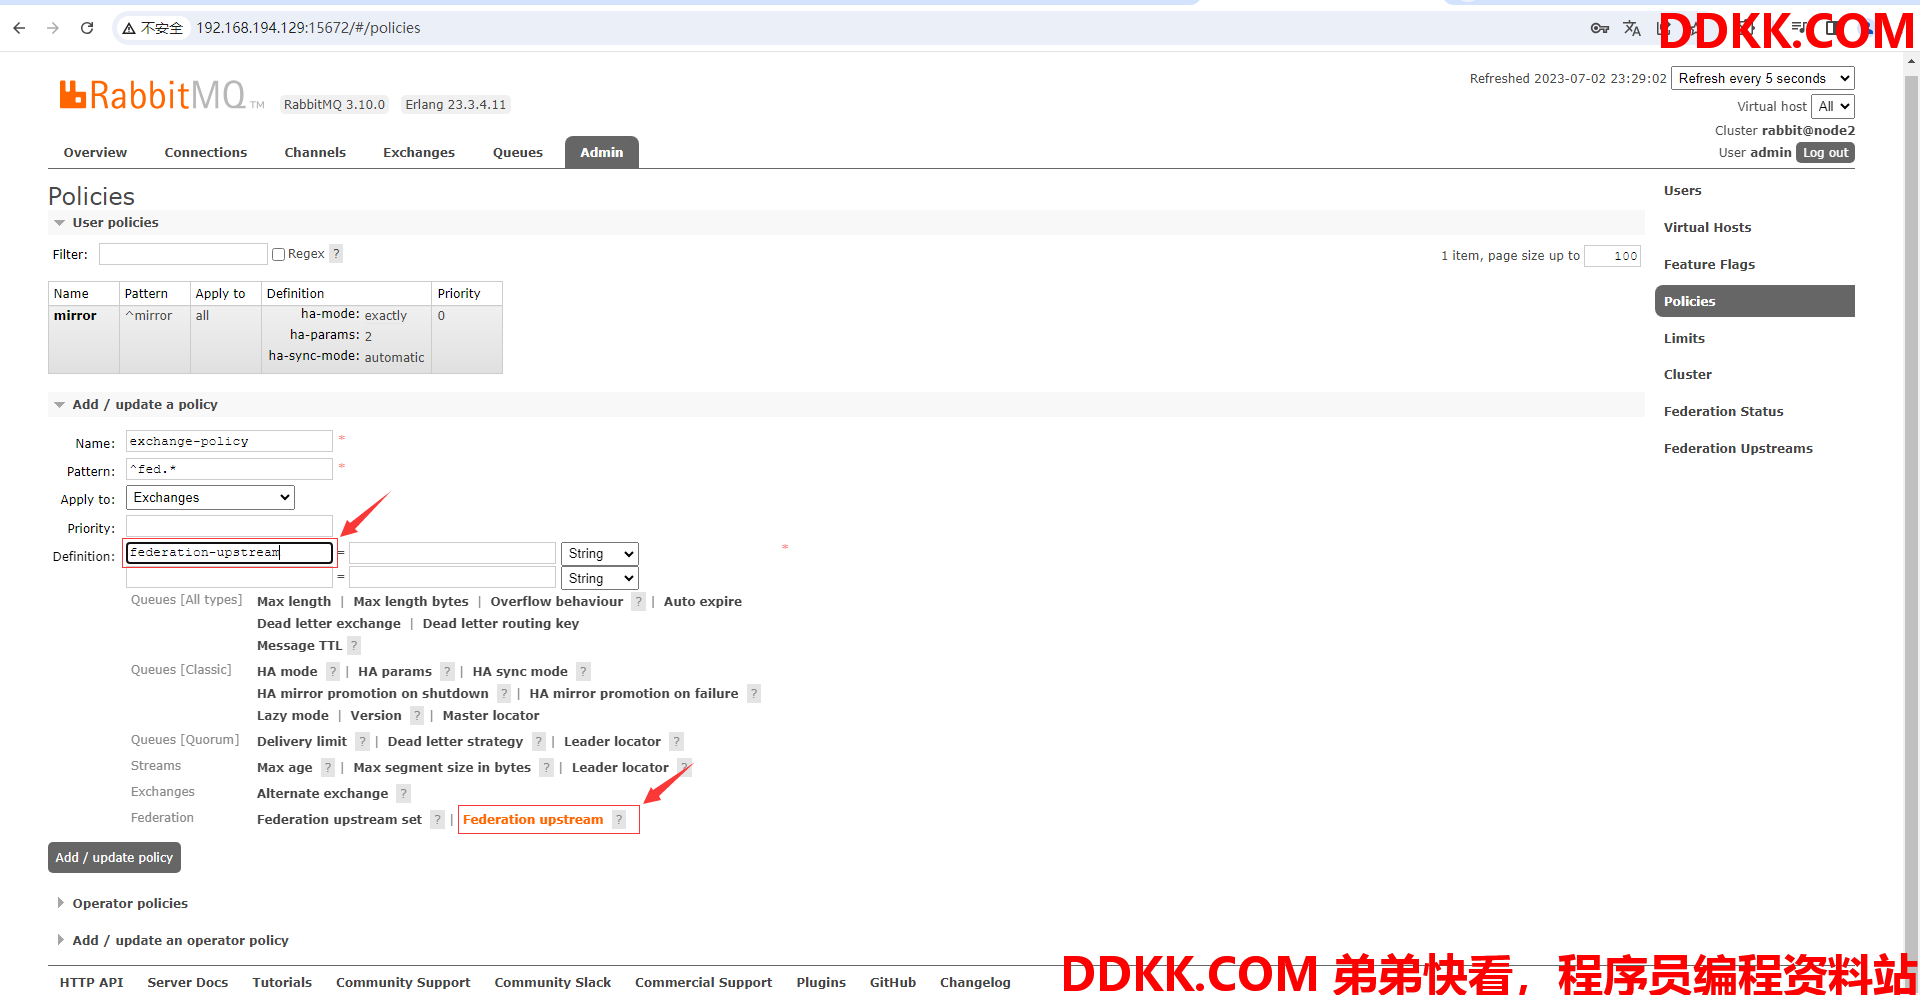 不安全 192.168.194.129:15672/#/policies
DDKK.COM
RabbitMQ TM RabbitMQ 3.10.0 Erlang 23.3.4.11
Refreshed 2023-07-02 23:29:02 Refresh every 5 seconds
Virtual host All
Cluster rabbit@node2
User admin Log out
Overview Connections Channels Exchanges Queues Admin
Policies
User policies
Filter: Regex ? 1 item, page size up to 100
Name Pattern Apply to Definition Priority
mirror ^mirror all ha-mode: exactly 0
ha-params: 2
ha-sync-mode: automatic
Add / update a policy
Name: exchange-policy *
Pattern: ^fed.* *
Apply to: Exchanges
Priority:
Definition: federation-upstream = String *
= String
Queues [All types] Max length | Max length bytes | Overflow behaviour ? | Auto expire
Dead letter exchange | Dead letter routing key
Message TTL ?
Queues [Classic] HA mode ? | HA params ? | HA sync mode ?
HA mirror promotion on shutdown ? | HA mirror promotion on failure ?
Lazy mode | Version ? | Master locator
Queues [Quorum] Delivery limit ? | Dead letter strategy ? | Leader locator ?
Streams Max age ? | Max segment size in bytes ? | Leader locator ?
Exchanges Alternate exchange ?
Federation Federation upstream set ? | Federation upstream ?
Add / update policy
Operator policies
Add / update an operator policy
Users
Virtual Hosts
Feature Flags
Policies
Limits
Cluster
Federation Status
Federation Upstreams
HTTP API Server Docs Tutorials Community Support Community Slack Commercial Support Plugins GitHub Changelog
DDKK.COM 弟弟快看，程序员编程资料站